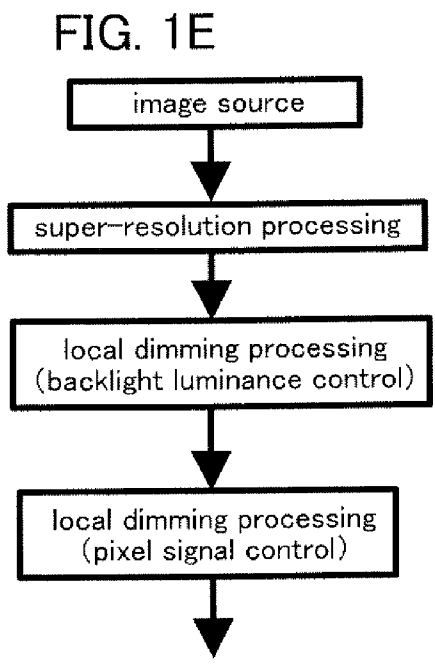 FIG. 1E
image source
super-resolution processing
local dimming processing
(backlight luminance control)
local dimming processing
(pixel signal control)